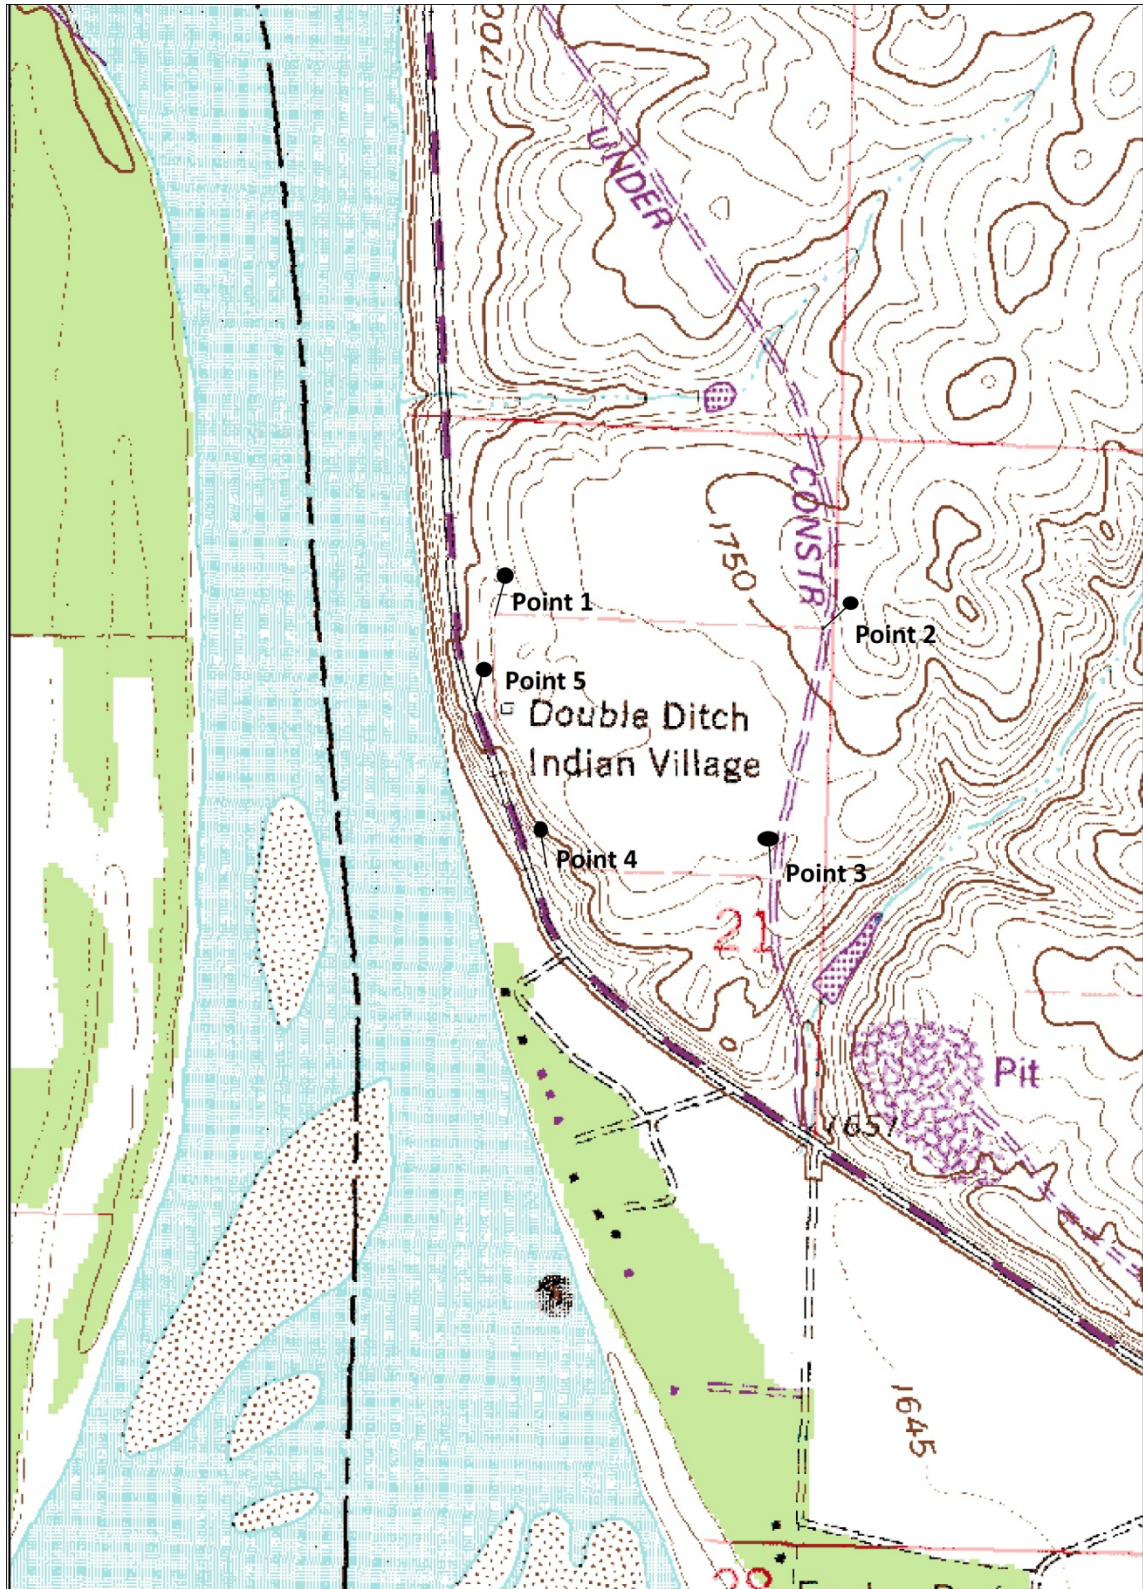 1700
UNDER
CONSTR
1750
Point 1
Point 2
Point 5
Double Ditch
Indian Village
Point 4
Point 3
21
Pit
1657
1645